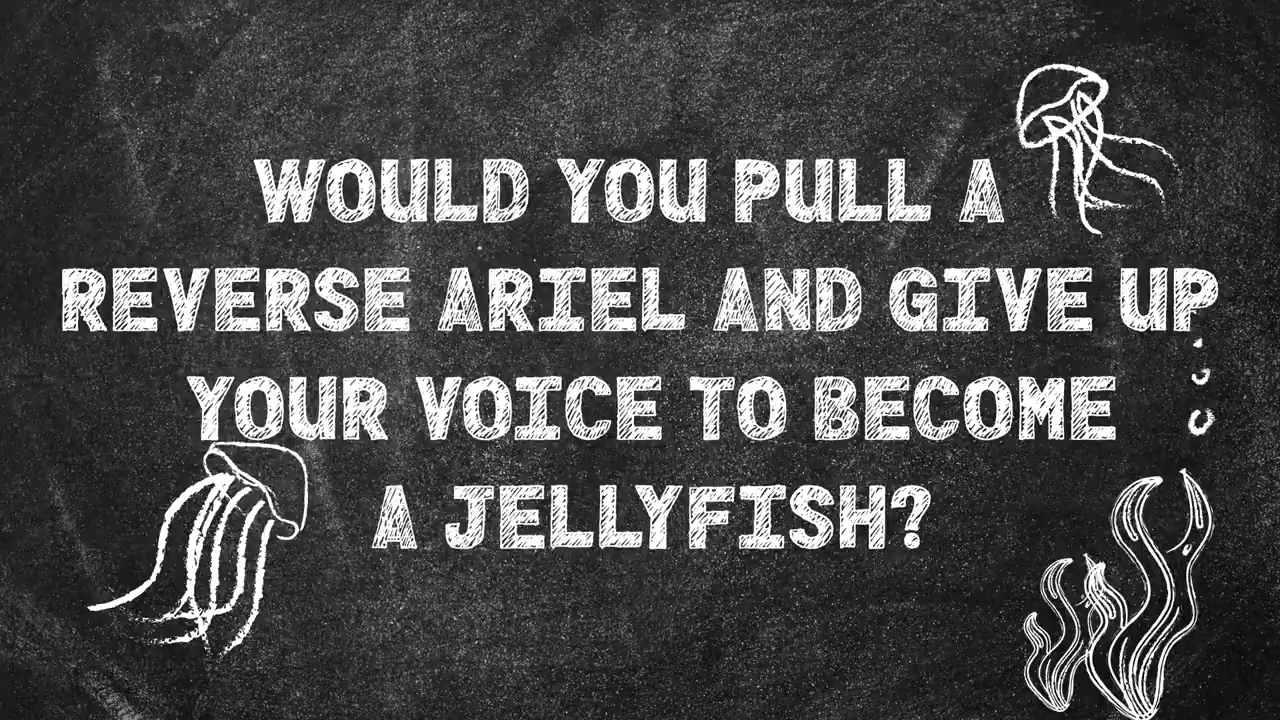 WOULD YOU PULL A
REVERSE ARIEL AND GIVE UP
YOUR VOICE TO BECOME
A JELLYFISH?